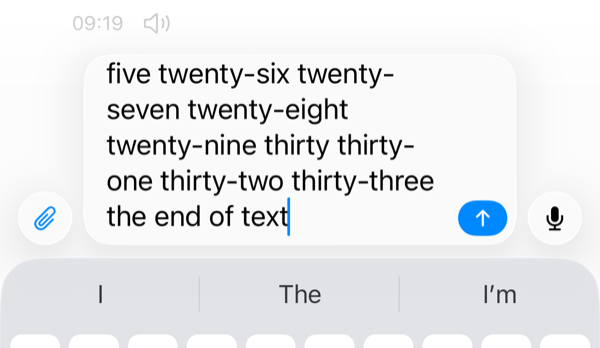 09:19
five twenty-six twenty-
seven twenty-eight
twenty-nine thirty thirty-
one thirty-two thirty-three
the end of text
I
The
I'm